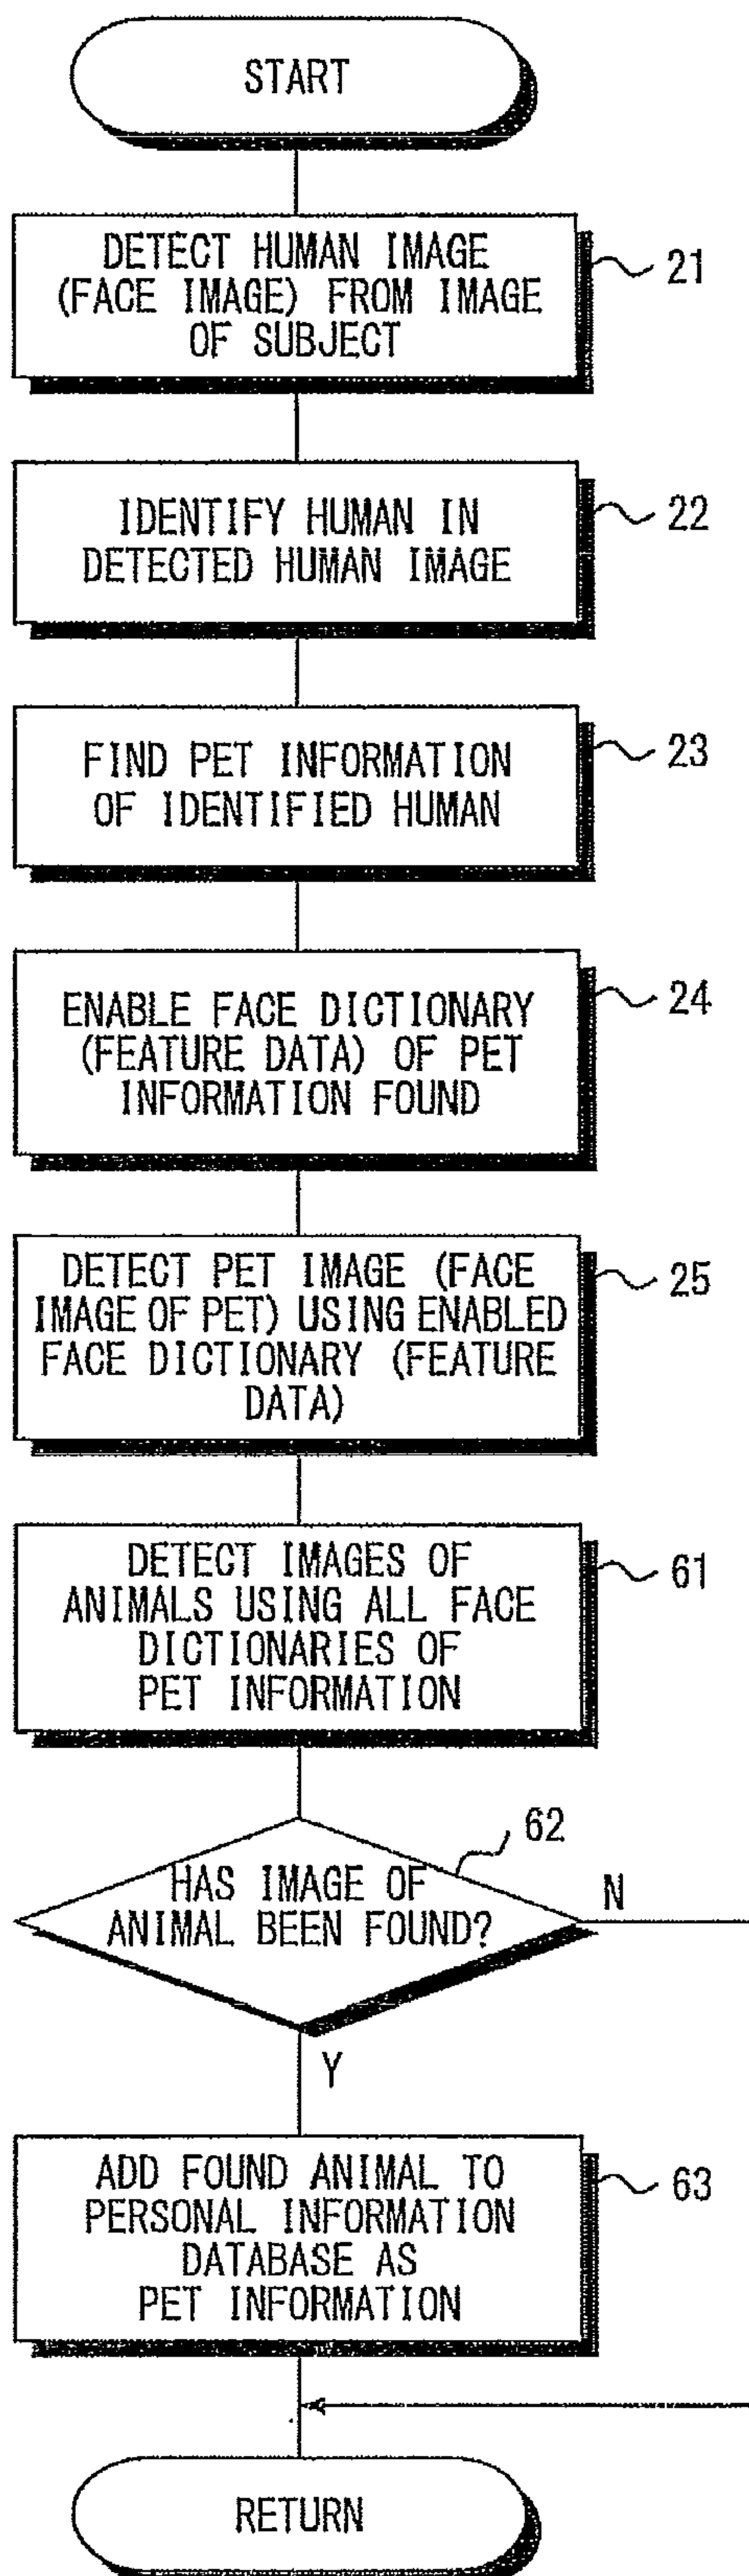 START
DETECT HUMAN IMAGE
(FACE IMAGE) FROM IMAGE
OF SUBJECT
21
IDENTIFY HUMAN IN
DETECTED HUMAN IMAGE
22
FIND PET INFORMATION
OF IDENTIFIED HUMAN
23
ENABLE FACE DICTIONARY
(FEATURE DATA) OF PET
INFORMATION FOUND
24
DETECT PET IMAGE (FACE
IMAGE OF PET) USING ENABLED
FACE DICTIONARY (FEATURE
DATA)
25
DETECT IMAGES OF
ANIMALS USING ALL FACE
DICTIONARIES OF
PET INFORMATION
61
HAS IMAGE OF
ANIMAL BEEN FOUND?
62
N
Y
ADD FOUND ANIMAL TO
PERSONAL INFORMATION
DATABASE AS
PET INFORMATION
63
RETURN